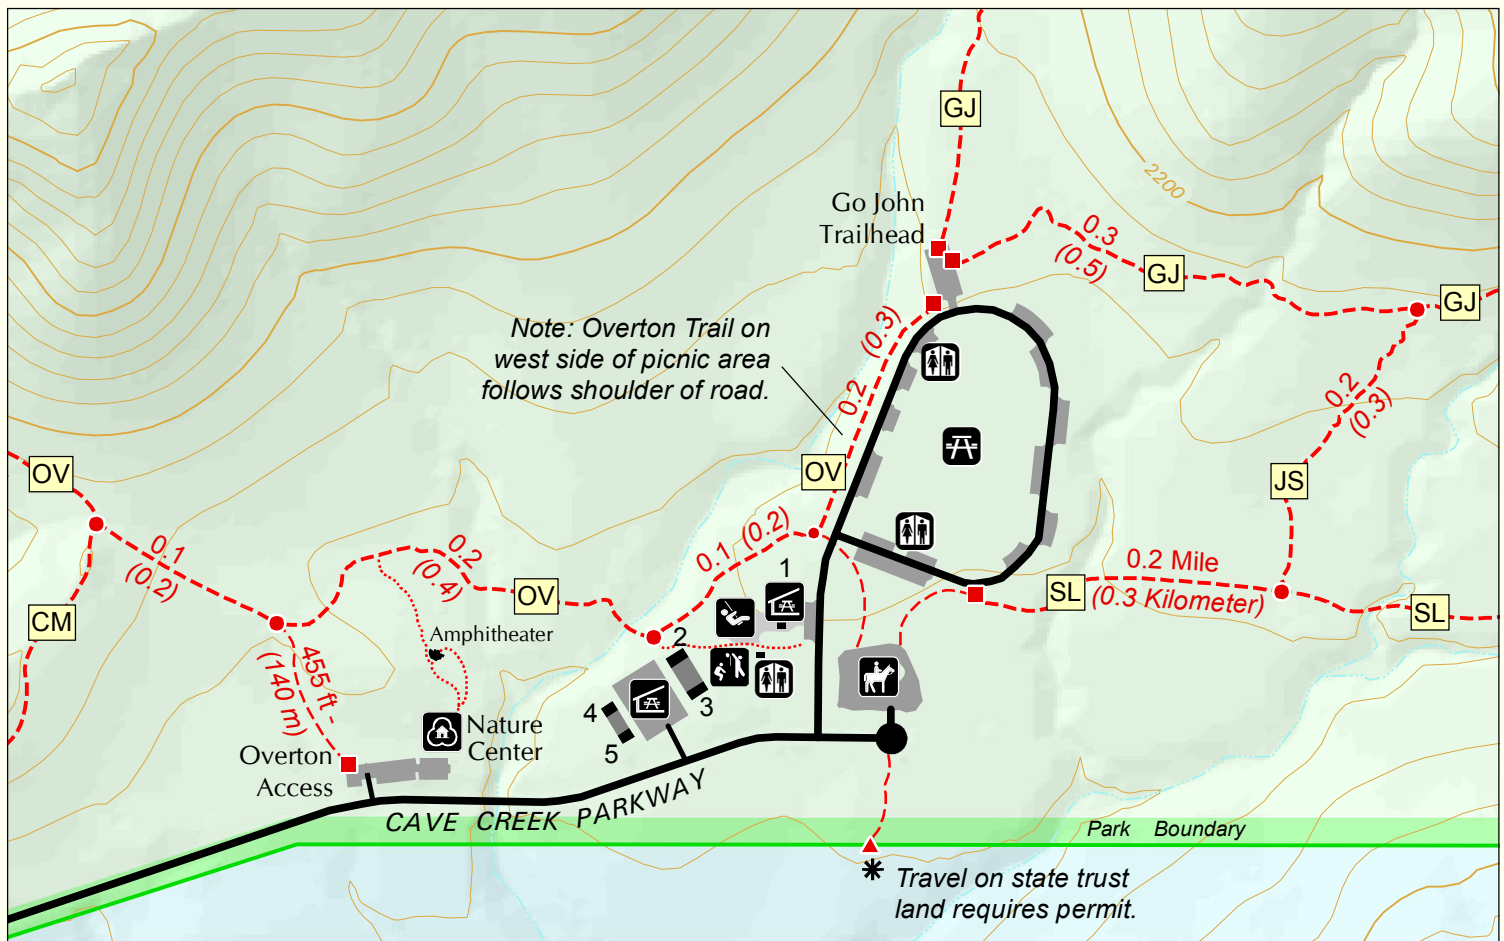 GJ
2200
Go John
Trailhead
0.3
(0.5)
GJ
GJ
Note: Overton Trail on
west side of picnic area
follows shoulder of road.
(0.3)
0.2
0.2
(0.3)
OV
OV
JS
0.1 (0.2)
0.1
(0.2)
0.2
(0.4)
OV
1
0.2 Mile
(0.3 Kilometer)
SL
SL
CM
Amphitheater
2
455 ft -
(140 m)
3
4
5
Nature
Center
Overton
Access
CAVE CREEK PARKWAY
Park Boundary
Travel on state trust
land requires permit.